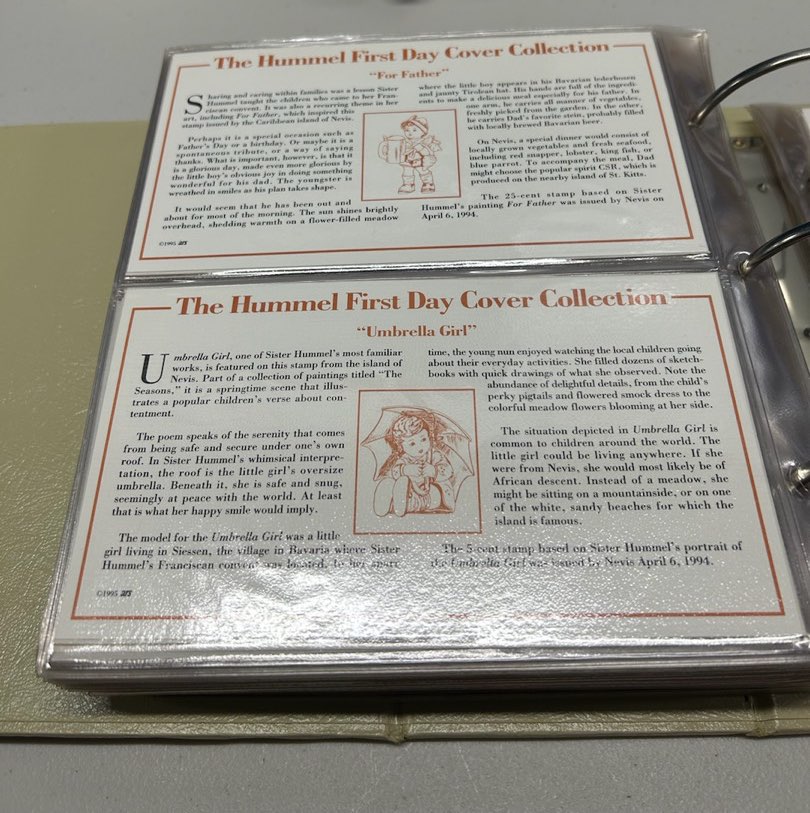 The Hummel First Day Cover Collection
"For Father"
Sharing and caring within families was a lesson Sister
Hummel taught the children who came to her Fran-
ciscan convent. It was also a recurring theme in her
art, including For Father, which inspired this
stamp issued by the Caribbean island of Nevis.
Perhaps it is a special occasion such as
Father's Day or a birthday. Or maybe it is a
spontaneous tribute, or a way of saying
thanks. What is important, however, is that it
is a glorious day, made even more glorious by
the little boy's obvious joy in doing something
wonderful for his dad. The youngster is
wreathed in smiles as his plan takes shape.
It would seem that he has been out and
about for most of the morning. The sun shines brightly
overhead, shedding warmth on a flower-filled meadow
where the little boy appears in his Bavarian lederhosen
and jaunty Tirolean hat. His hands are full of the ingredi-
ents to make a delicious meal especially for his father. In
one arm, he carries all manner of vegetables,
freshly picked from the garden. In the other,
he carries Dad's favorite stein, probably filled
with locally brewed Bavarian beer.
On Nevis, a special dinner would consist of
locally grown vegetables and fresh seafood,
including red snapper, lobster, king fish, or
blue parrot. To accompany the meal, Dad
might choose the popular spirit CSR, which is
produced on the nearby island of St. Kitts.
The 25-cent stamp based on Sister
Hummel's painting For Father was issued by Nevis on
April 6, 1994.
©1995 ars
The Hummel First Day Cover Collection
"Umbrella Girl"
Umbrella Girl, one of Sister Hummel's most familiar
works, is featured on this stamp from the island of
Nevis. Part of a collection of paintings titled "The
Seasons," it is a springtime scene that illus-
trates a popular children's verse about con-
tentment.
The poem speaks of the serenity that comes
from being safe and secure under one's own
roof. In Sister Hummel's whimsical interpre-
tation, the roof is the little girl's oversize
umbrella. Beneath it, she is safe and snug,
seemingly at peace with the world. At least
that is what her happy smile would imply.
The model for the Umbrella Girl was a little
girl living in Siessen, the village in Bavaria where Sister
Hummel's Franciscan convent was located. In her spare
time, the young nun enjoyed watching the local children going
about their everyday activities. She filled dozens of sketch-
books with quick drawings of what she observed. Note the
abundance of delightful details, from the child's
perky pigtails and flowered smock dress to the
colorful meadow flowers blooming at her side.
The situation depicted in Umbrella Girl is
common to children around the world. The
little girl could be living anywhere. If she
were from Nevis, she would most likely be of
African descent. Instead of a meadow, she
might be sitting on a mountainside, or on one
of the white, sandy beaches for which the
island is famous.
The 5-cent stamp based on Sister Hummel's portrait of
the Umbrella Girl was issued by Nevis April 6, 1994.
©1995